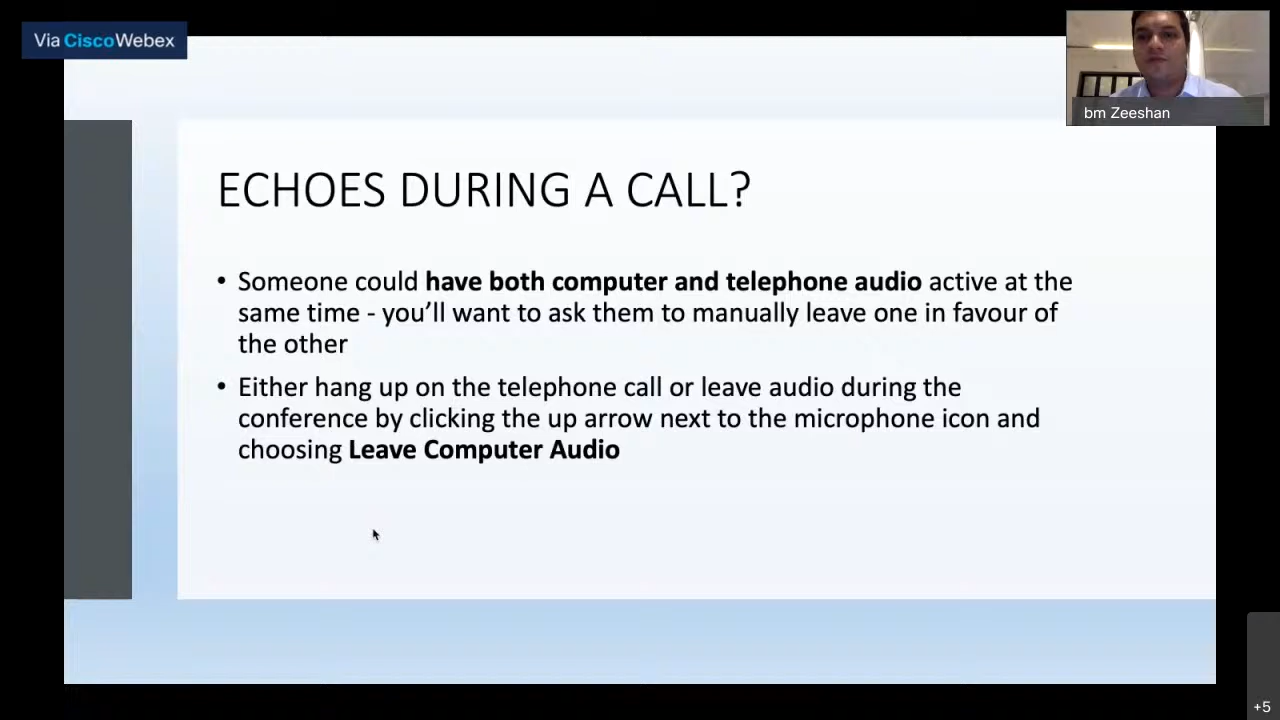 Via CiscoWebex
bm Zeeshan
ECHOES DURING A CALL?
• Someone could have both computer and telephone audio active at the
same time - you’ll want to ask them to manually leave one in favour of
the other
• Either hang up on the telephone call or leave audio during the
conference by clicking the up arrow next to the microphone icon and
choosing Leave Computer Audio
+5